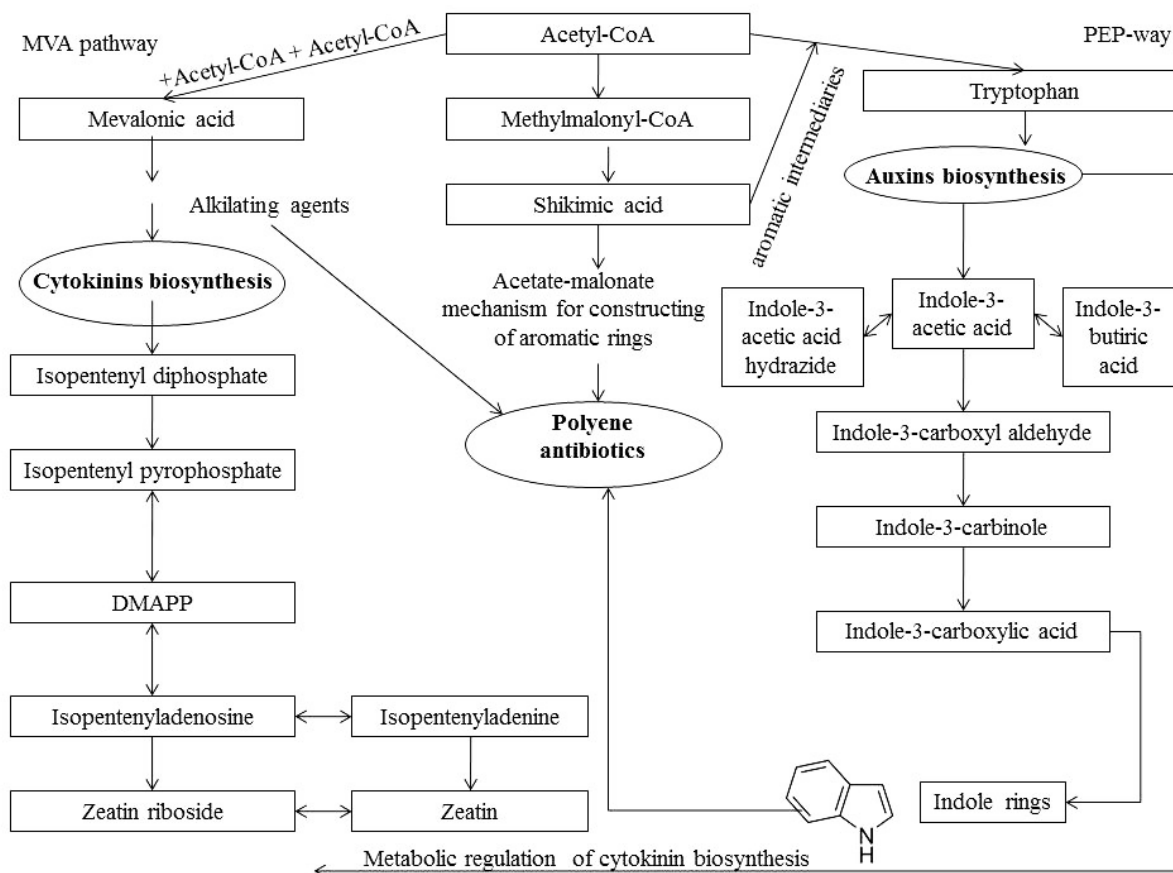 MVA pathway
+Acetyl-CoA + Acetyl-CoA
Acetyl-CoA
PEP-way
Mevalonic acid
Methylmalonyl-CoA
Tryptophan
aromatic intermediaries
Alkilating agents
Shikimic acid
Auxins biosynthesis
Cytokinins biosynthesis
Acetate-malonate
mechanism for constructing
of aromatic rings
Indole-3-
acetic acid
hydrazide
Indole-3-
acetic acid
Indole-3-
butiric
acid
Isopentenyl diphosphate
Polyene
antibiotics
Indole-3-carboxyl aldehyde
Isopentenyl pyrophosphate
Indole-3-carbinole
DMAPP
Indole-3-carboxylic acid
Isopentenyladenosine
Isopentenyladenine
Zeatin riboside
Zeatin
N
H
Indole rings
Metabolic regulation of cytokinin biosynthesis